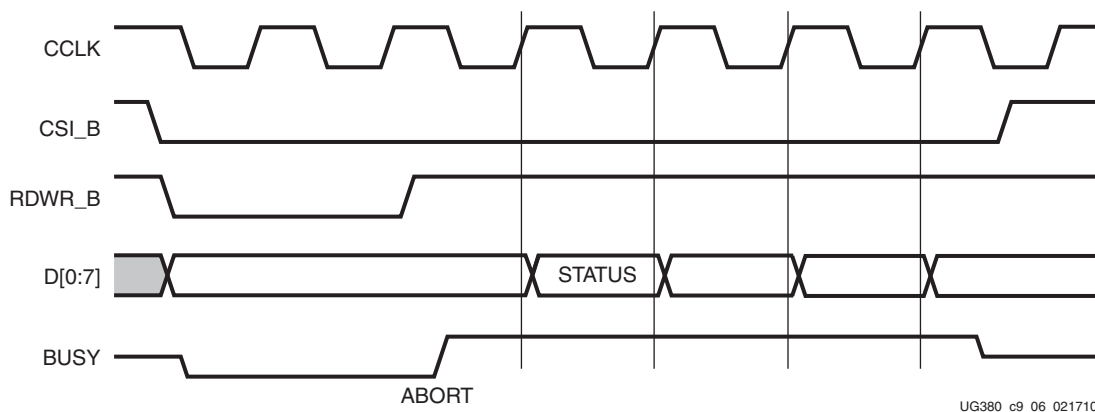 CCLK
CSI_B
RDWR_B
D[0:7]
STATUS
BUSY
ABORT
UG380_c9_06_021710